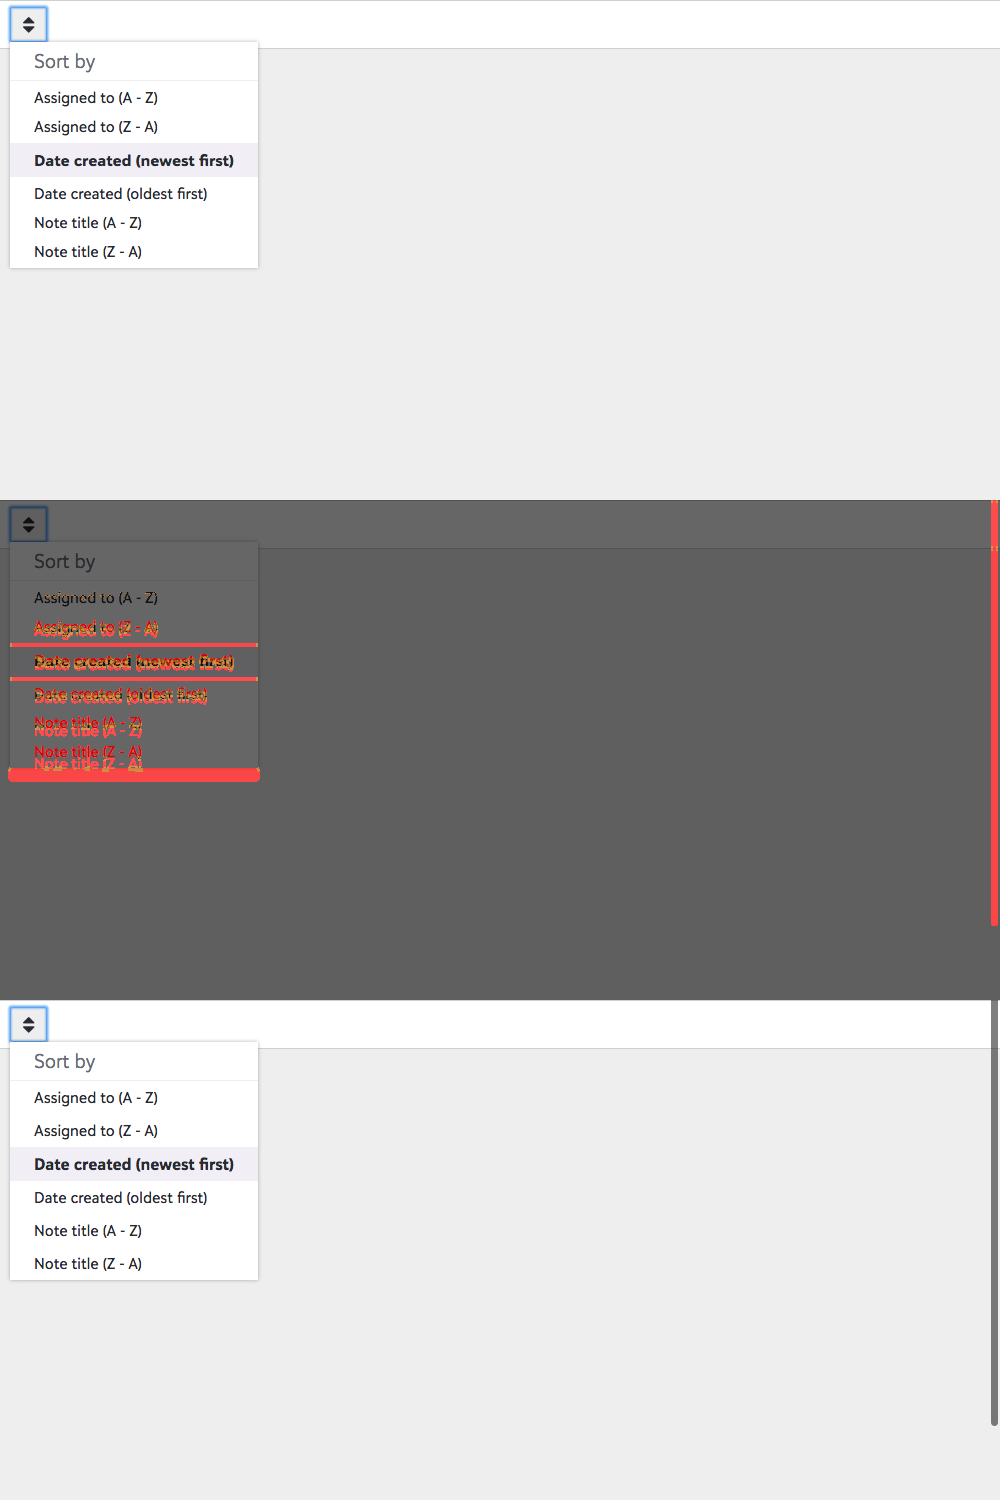 Sort by
Assigned to (A - Z)
Assigned to (Z - A)
Date created (newest first)
Date created (oldest first)
Note title (A - Z)
Note title (Z - A)
Sort by
Assigned to (A - Z)
Assigned to (Z - A)
Date created (newest first)
Date created (oldest first)
Note title (A - Z)
Note title (A - Z)
Note title (Z - A)
Note title (Z - A)
Sort by
Assigned to (A - Z)
Assigned to (Z - A)
Date created (newest first)
Date created (oldest first)
Note title (A - Z)
Note title (Z - A)